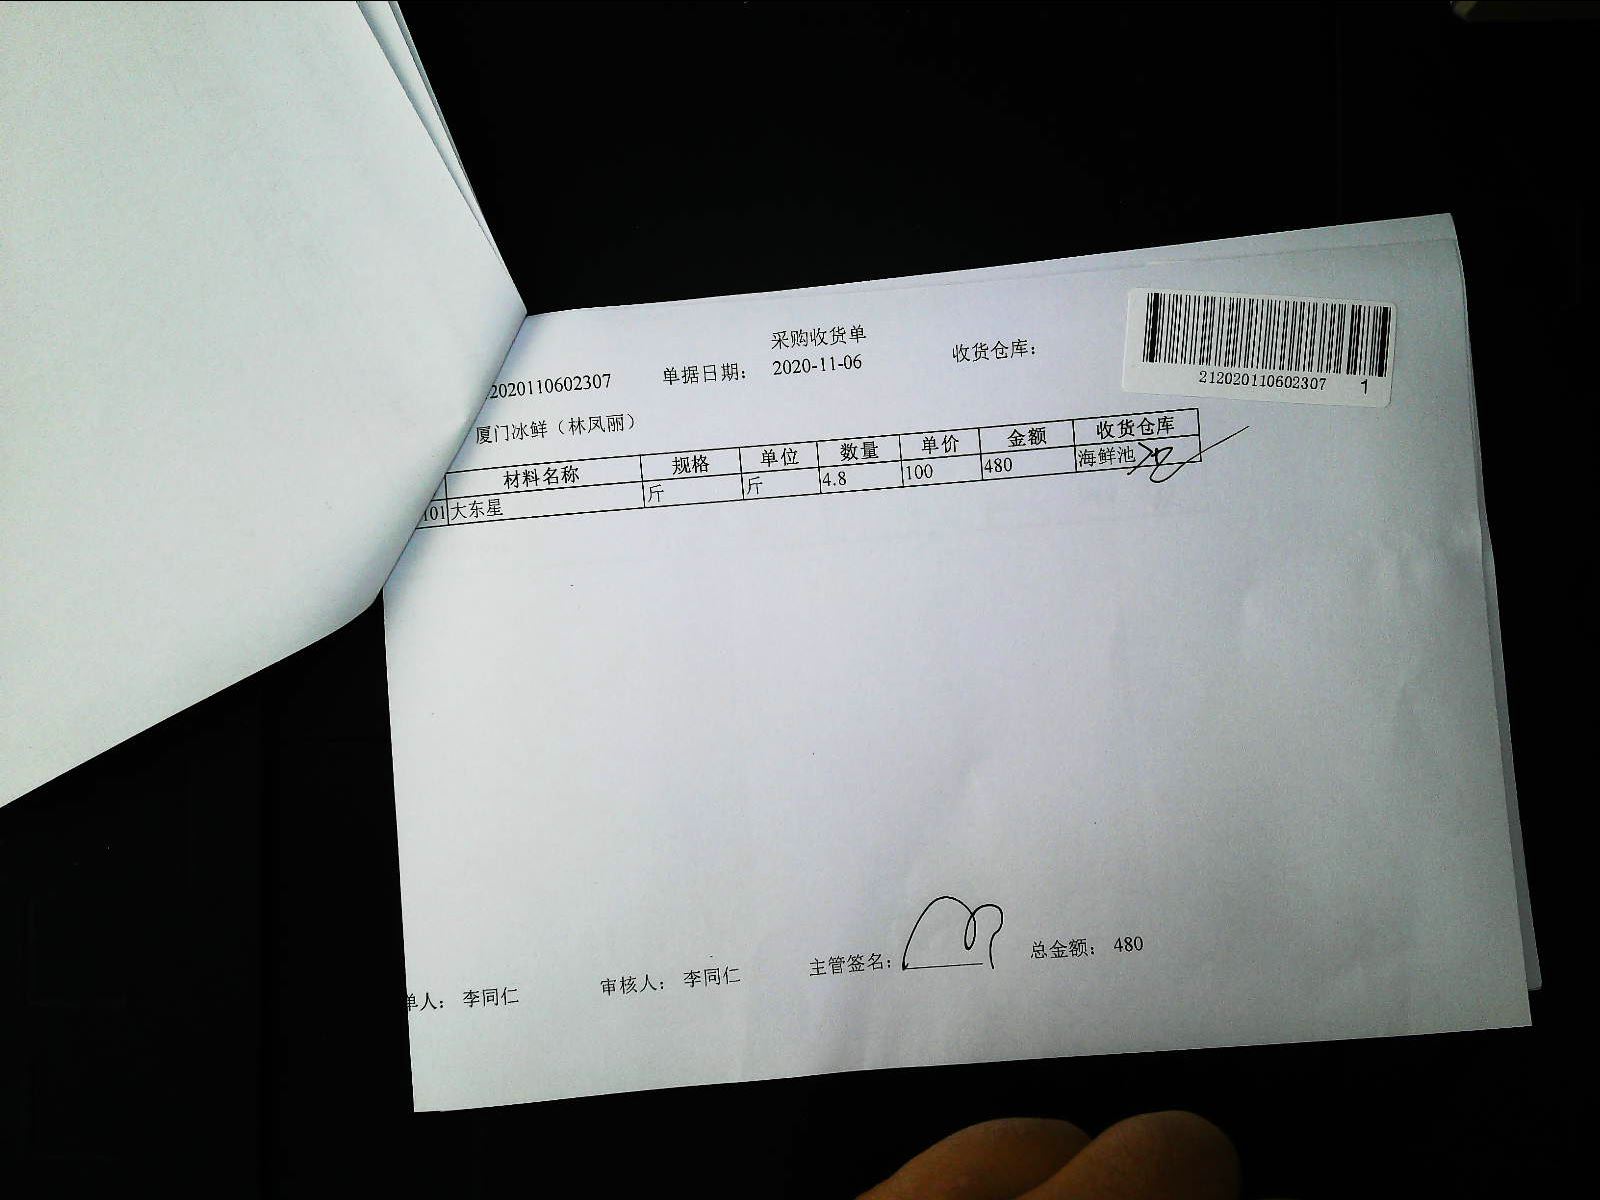 采购收货单
20201106​02307 单据日期： 2020-11-06 收货仓库：
212020110602307 1
厦门冰鲜（林凤丽）
材料名称 规格 单位 数量 单价 金额 收货仓库
101 大东星 斤 斤 4.8 100 480 海鲜池
单人： 李同仁 审核人： 李同仁 主管签名： 总金额： 480